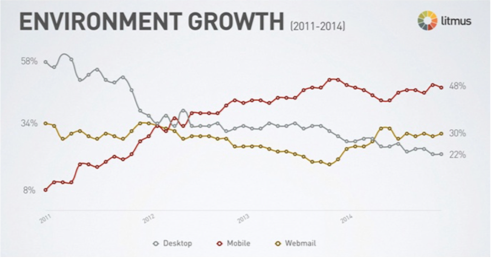 ENVIRONMENT GROWTH (2011-2014)
litmus
58%
34%
8%
48%
30%
22%
2011
2012
2013
2014
Desktop
Mobile
Webmail